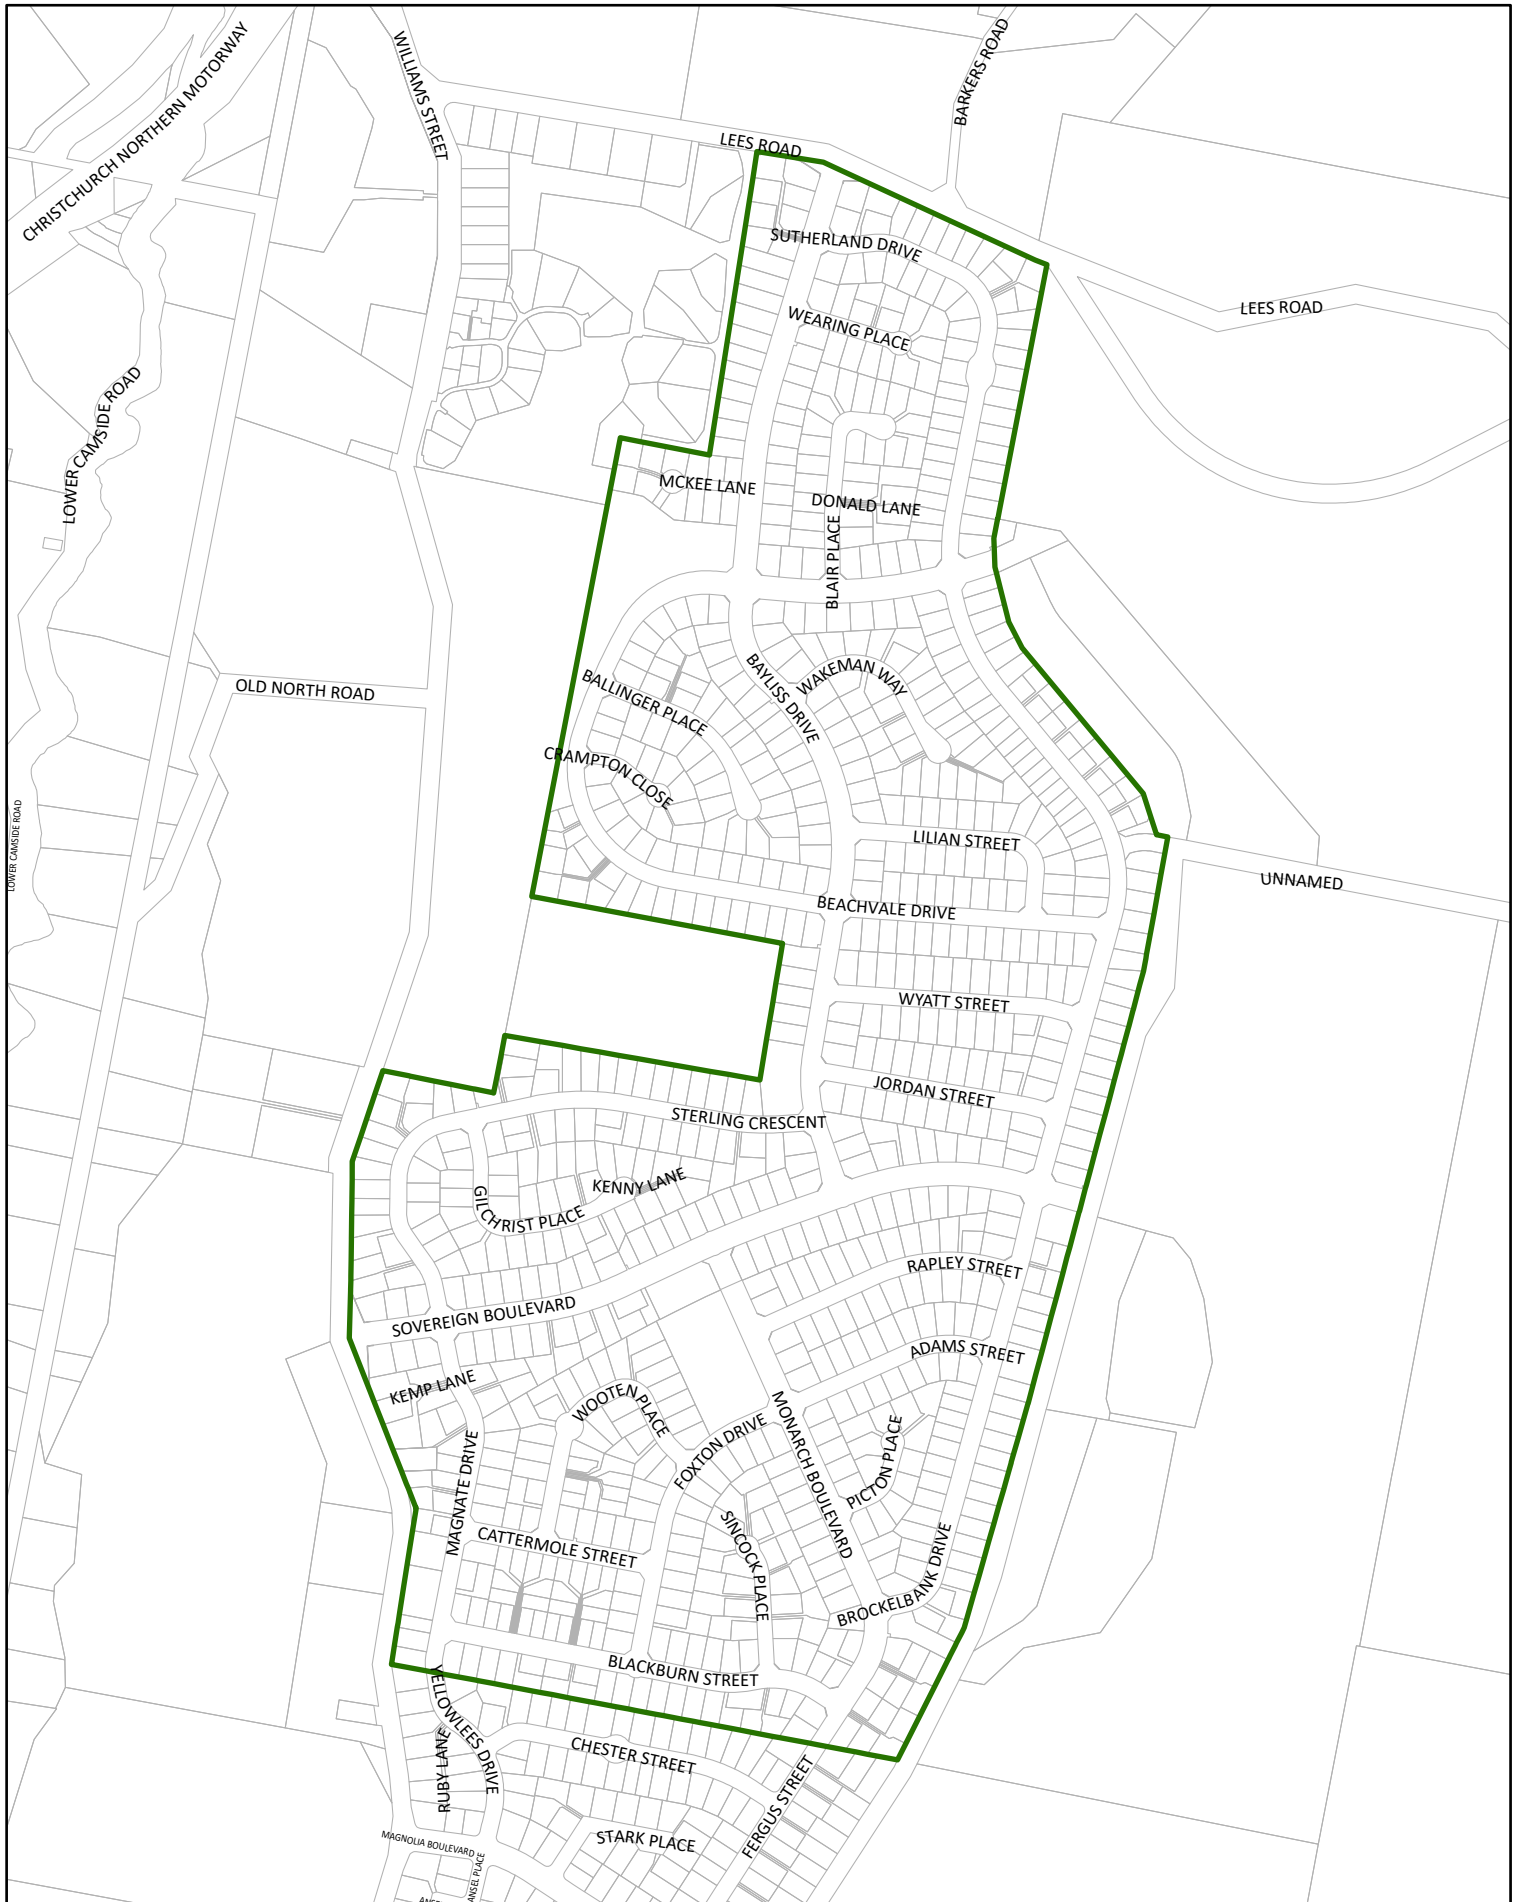 WILLIAMS STREET
BARKERS ROAD
CHRISTCHURCH NORTHERN MOTORWAY
LEES ROAD
SUTHERLAND DRIVE
LEES ROAD
WEARING PLACE
LOWER CAMSIDE ROAD
MCKEE LANE
DONALD LANE
BLAIR PLACE
OLD NORTH ROAD
BALLINGER PLACE
BAYLISS DRIVE
WAKEMAN WAY
CRAMPTON CLOSE
LOWER CAMSIDE ROAD
LILIAN STREET
UNNAMED
BEACHVALE DRIVE
WYATT STREET
JORDAN STREET
STERLING CRESCENT
KENNY LANE
GILCHRIST PLACE
RAPLEY STREET
SOVEREIGN BOULEVARD
ADAMS STREET
KEMP LANE
WOOTEN PLACE
MONARCH BOULEVARD
FOXTON DRIVE
PICTON PLACE
MAGNATE DRIVE
SINCOCK PLACE
CATTERMOLE STREET
BROCKELBANK DRIVE
BLACKBURN STREET
YELLOWLEES DRIVE
RUBY LANE
CHESTER STREET
FERGUS STREET
STARK PLACE
MAGNOLIA BOULEVARD
ANSEL PLACE